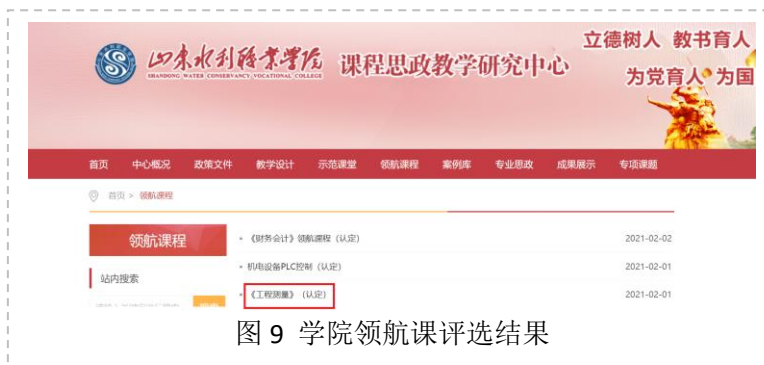 立德树人 教书育人
山东水利职业学院 课程思政教学研究中心
SHANDONG WATER CONSERVANCY VOCATIONAL COLLEGE
为党育人 为国
首页 中心概况 政策文件 教学设计 示范课堂 领航课程 案例库 专业思政 成果展示 专项课题
首页 > 领航课程
领航课程
《财务会计》领航课程（认定） 2021-02-02
机电设备PLC控制（认定） 2021-02-01
站内搜索
《工程测量》（认定） 2021-02-01
图 9 学院领航课评选结果